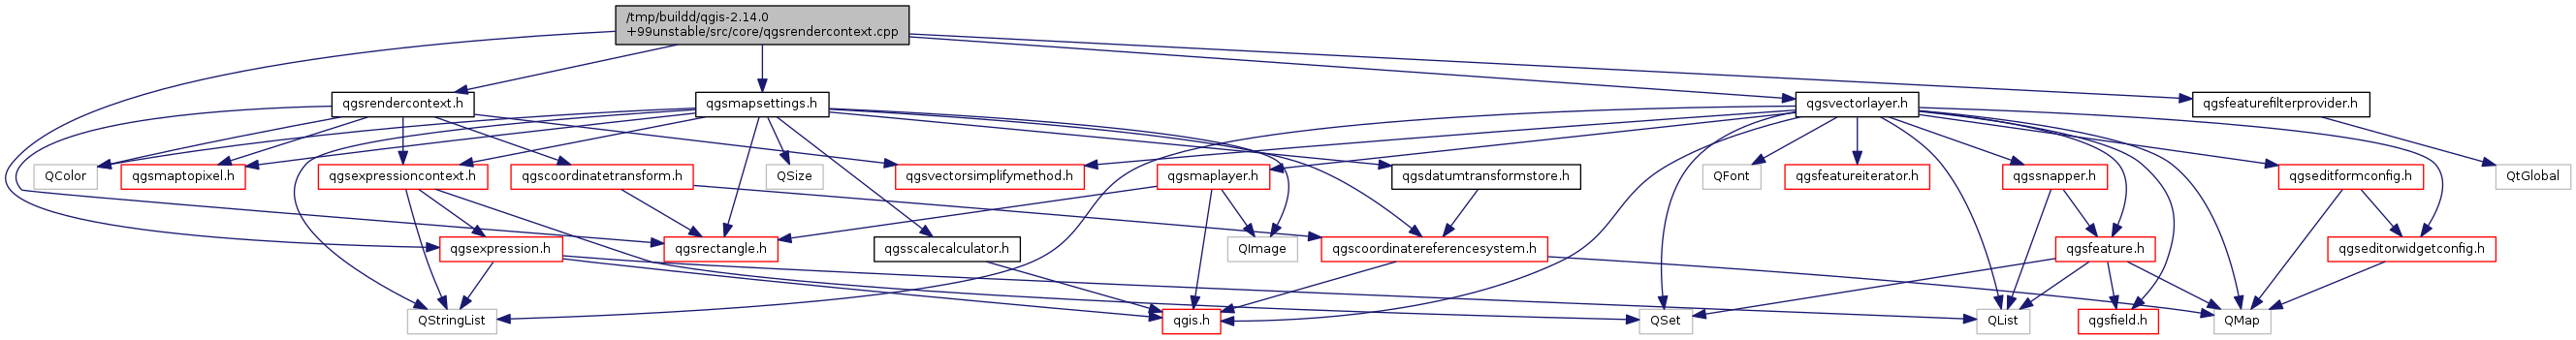 /tmp/buildd/qgis-2.14.0
+99unstable/src/core/qgsrendercontext.cpp
qgsrendercontext.h
qgsmapsettings.h
qgsvectorlayer.h
qgsfeaturefilterprovider.h
QColor
qgsmaptopixel.h
qgsexpressioncontext.h
qgscoordinatetransform.h
QSize
qgsvectorsimplifymethod.h
qgsmaplayer.h
qgsdatumtransformstore.h
QFont
qgsfeatureiterator.h
qgssnapper.h
qgseditformconfig.h
QtGlobal
qgsexpression.h
qgsrectangle.h
qgsscalecalculator.h
QImage
qgscoordinatereferencesystem.h
qgsfeature.h
qgseditorwidgetconfig.h
QStringList
qgis.h
QSet
QList
qgsfield.h
QMap